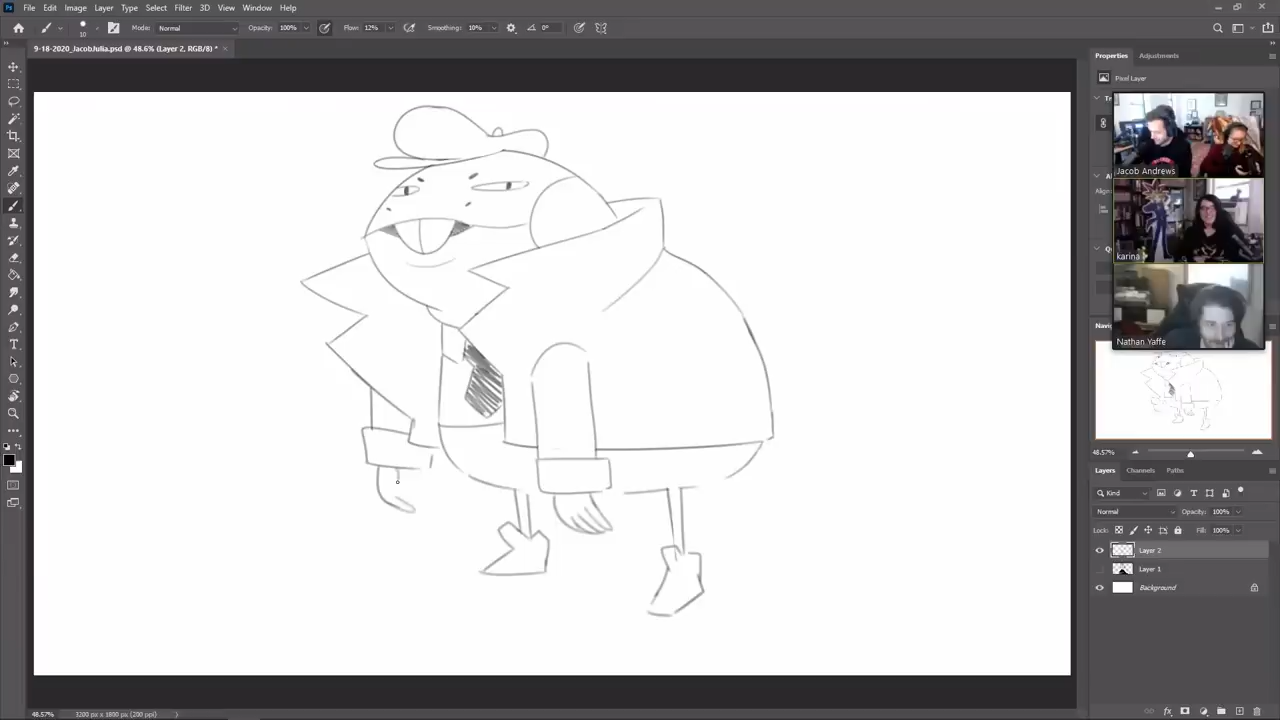 File Edit Image Layer Type Select Filter 3D View Window Help
10 Mode: Normal Opacity: 100% Flow: 12% Smoothing: 10% 0°
9-18-2020_JacobJulia.psd @ 48.6% (Layer 2, RGB/8) * ×
Properties Adjustments
Pixel Layer
Jacob Andrews
karina
Nathan Yaffe
48.57%
Layers Channels Paths
Kind
Normal Opacity: 100%
Lock: Fill: 100%
Layer 2
Layer 1
Background
48.57% 3200 px x 1800 px (200 ppi)